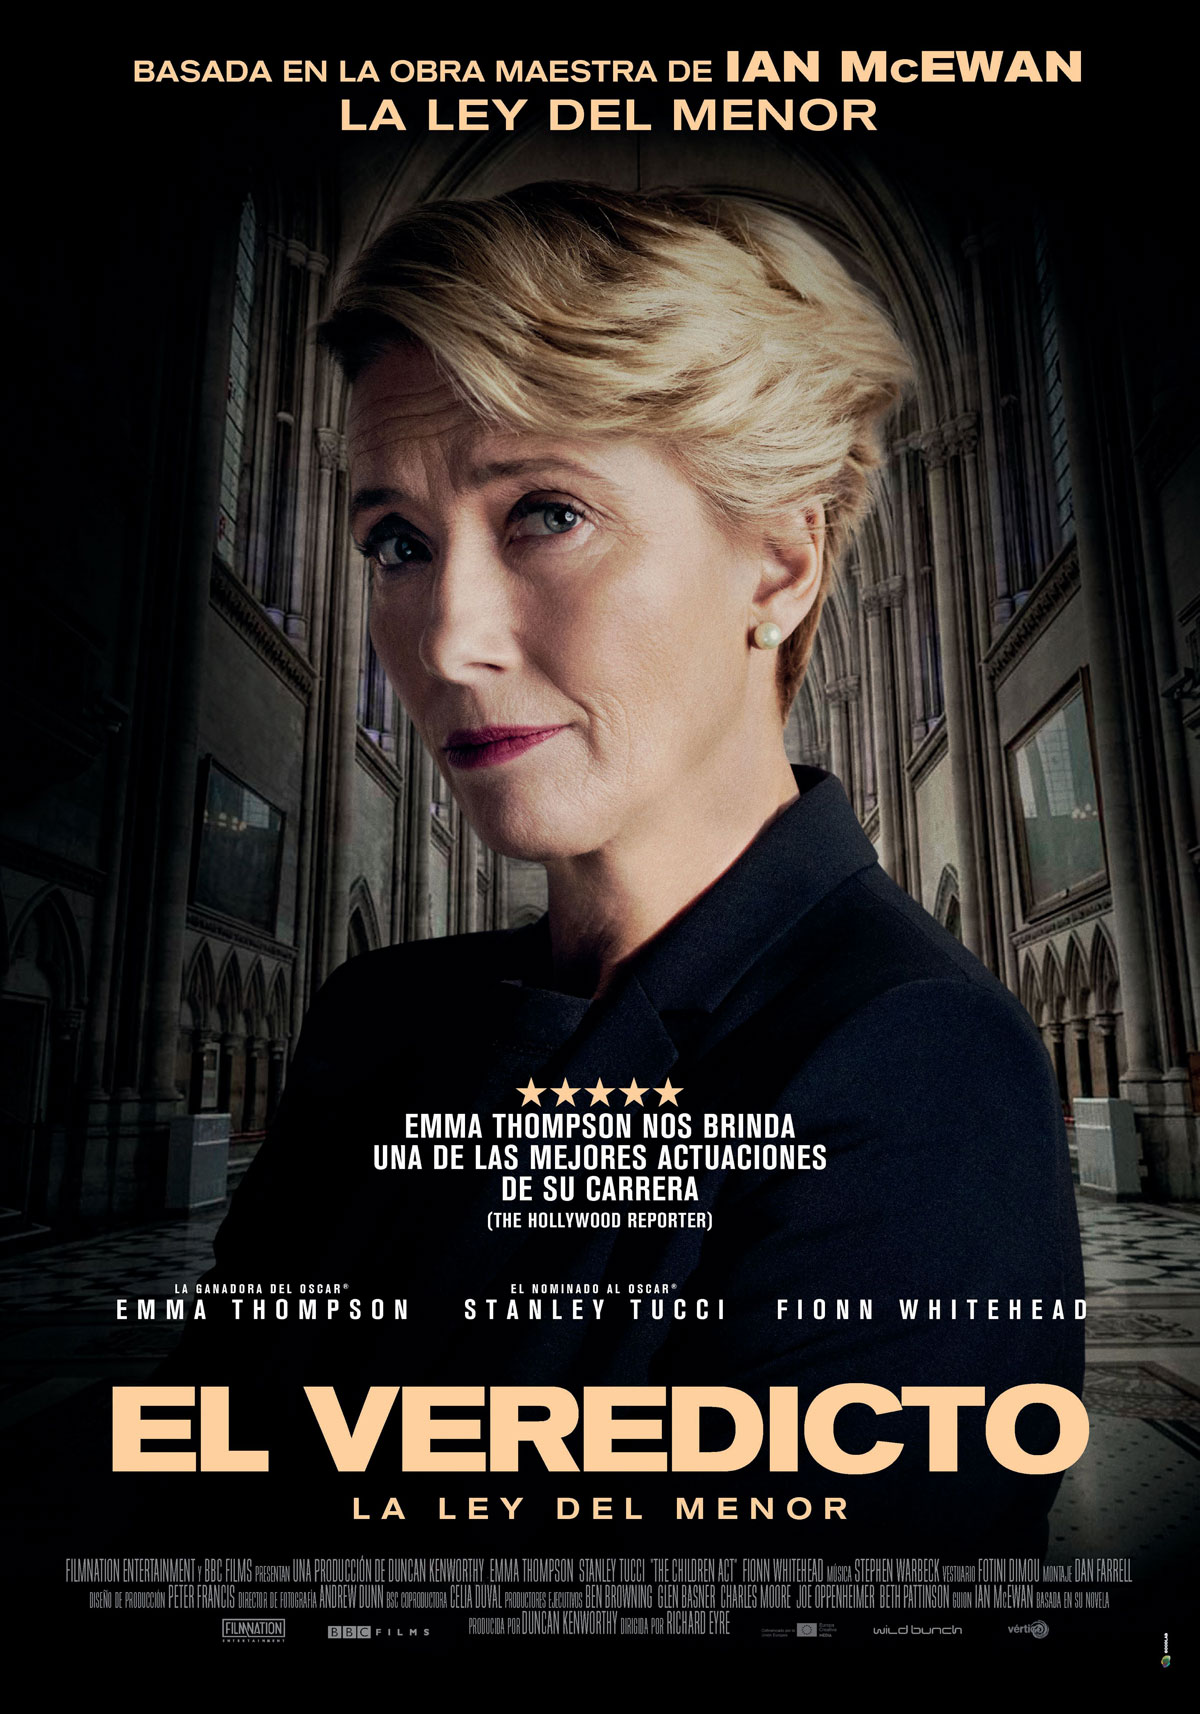 BASADA EN LA OBRA MAESTRA DE IAN McEWAN
LA LEY DEL MENOR
★★★★★
EMMA THOMPSON NOS BRINDA
UNA DE LAS MEJORES ACTUACIONES
DE SU CARRERA
(THE HOLLYWOOD REPORTER)
LA GANADORA DEL OSCAR® EL NOMINADO AL OSCAR®
EMMA THOMPSON STANLEY TUCCI FIONN WHITEHEAD
EL VEREDICTO
LA LEY DEL MENOR
FILMNATION ENTERTAINMENT Y BBC FILMS PRESENTAN UNA PRODUCCIÓN DE DUNCAN KENWORTHY EMMA THOMPSON STANLEY TUCCI "THE CHILDREN ACT" FIONN WHITEHEAD MÚSICA STEPHEN WARBECK VESTUARIO FOTINI DIMOU MONTAJE DAN FARRELL
DISEÑO DE PRODUCCIÓN PETER FRANCIS DIRECTOR DE FOTOGRAFÍA ANDREW DUNN BSC COPRODUCTORA CELIA DUVAL PRODUCTORES EJECUTIVOS BEN BROWNING GLEN BASNER CHARLES MOORE JOE OPPENHEIMER BETH PATTINSON GUION IAN McEWAN BASADA EN SU NOVELA
PRODUCIDA POR DUNCAN KENWORTHY DIRIGIDA POR RICHARD EYRE
FILMNATION
ENTERTAINMENT
BBC FILMS
Europa Creativa
MEDIA
wild bunch
vértigo